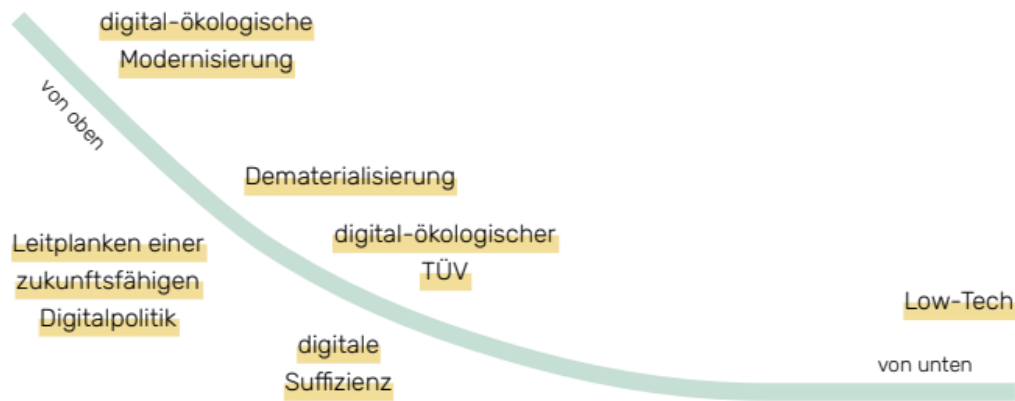 digital-ökologische
Modernisierung
von oben
Dematerialisierung
digital-ökologischer
TÜV
Leitplanken einer
zukunftsfähigen
Digitalpolitik
Low-Tech
digitale
Suffizienz
von unten